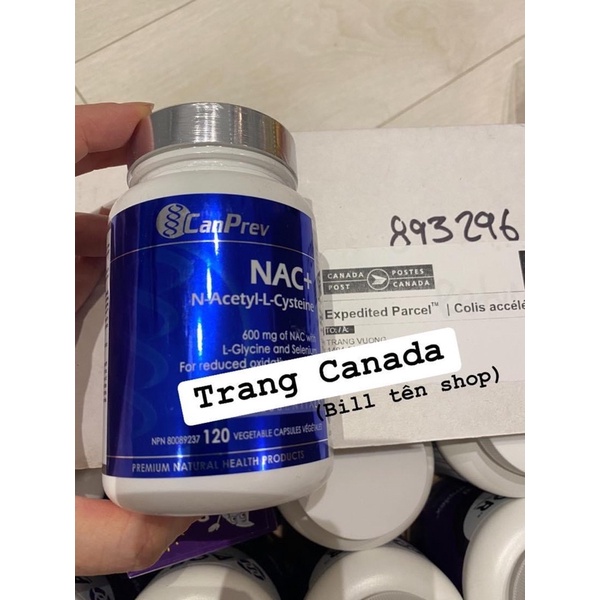 CanPrev
NAC+
N-Acetyl-L-Cysteine
600 mg of NAC with
L-Glycine and Selenium
For reduced oxidative
NPN 80089237 120 VEGETABLE CAPSULES VÉGÉTALES
PREMIUM NATURAL HEALTH PRODUCTS
893296
CANADA POST
POSTES CANADA
Expedited Parcel™ | Colis accélé
TO / À:
TRANG VUONG
Trang Canada
(Bill tên shop)